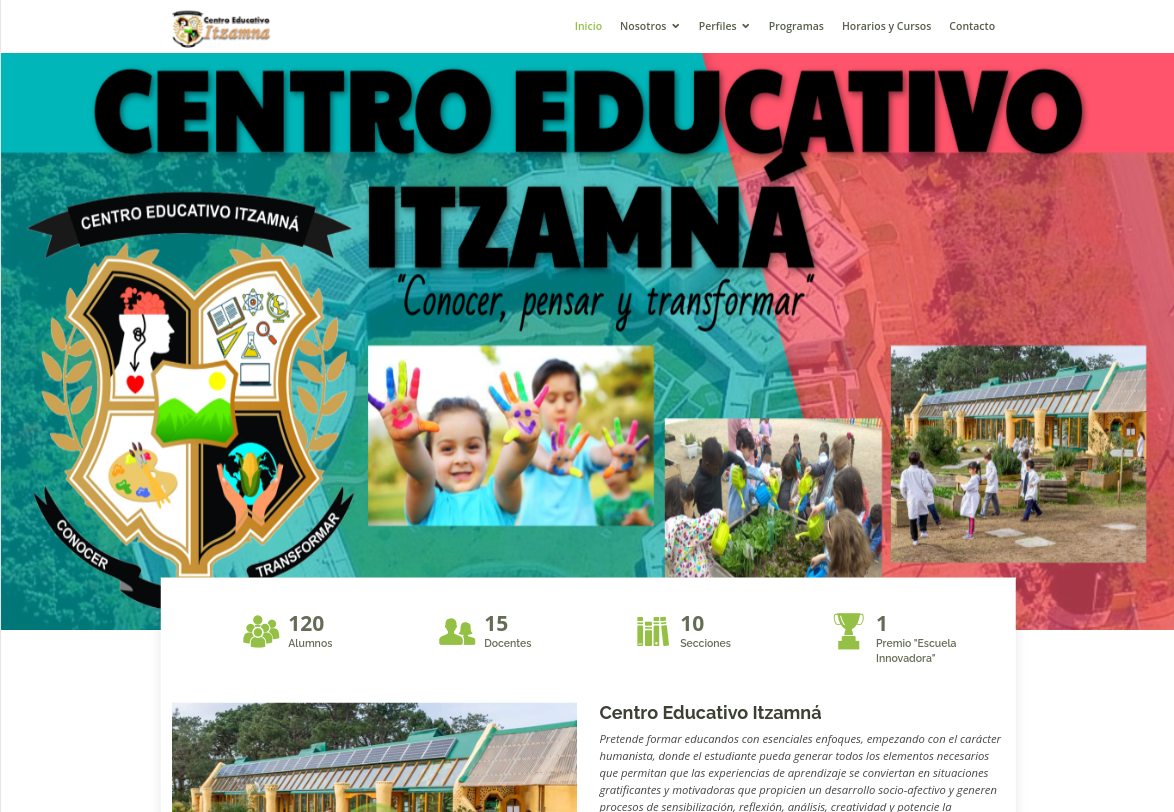 Centro Educativo
Itzamna
Inicio Nosotros Perfiles Programas Horarios y Cursos Contacto
CENTRO EDUCATIVO
ITZAMNÁ
"Conocer, pensar y transformar"
CENTRO EDUCATIVO ITZAMNÁ
CONOCER
TRANSFORMAR
120
Alumnos
15
Docentes
10
Secciones
1
Premio "Escuela
Innovadora"
Centro Educativo Itzamná
Pretende formar educandos con esenciales enfoques, empezando con el carácter
humanista, donde el estudiante pueda generar todos los elementos necesarios
que permitan que las experiencias de aprendizaje se conviertan en situaciones
gratificantes y motivadoras que propicien un desarrollo socio-afectivo y generen
procesos de sensibilización, reflexión, análisis, creatividad y potencie la